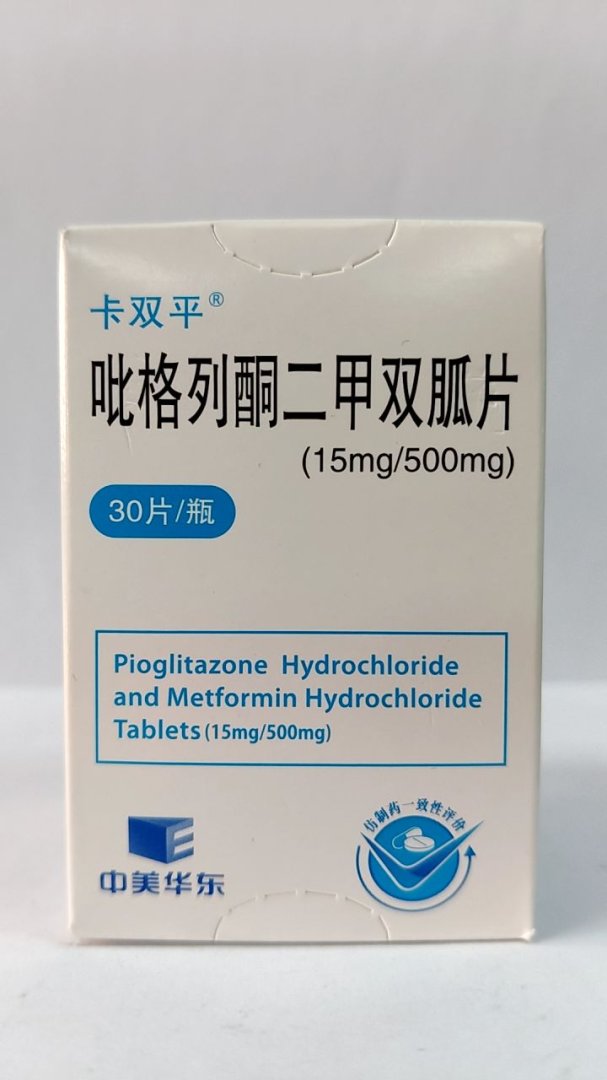 卡双平®
吡格列酮二甲双胍片
(15mg/500mg)
30片/瓶
Pioglitazone Hydrochloride
and Metformin Hydrochloride
Tablets (15mg/500mg)
仿制药一致性评价
中美华东